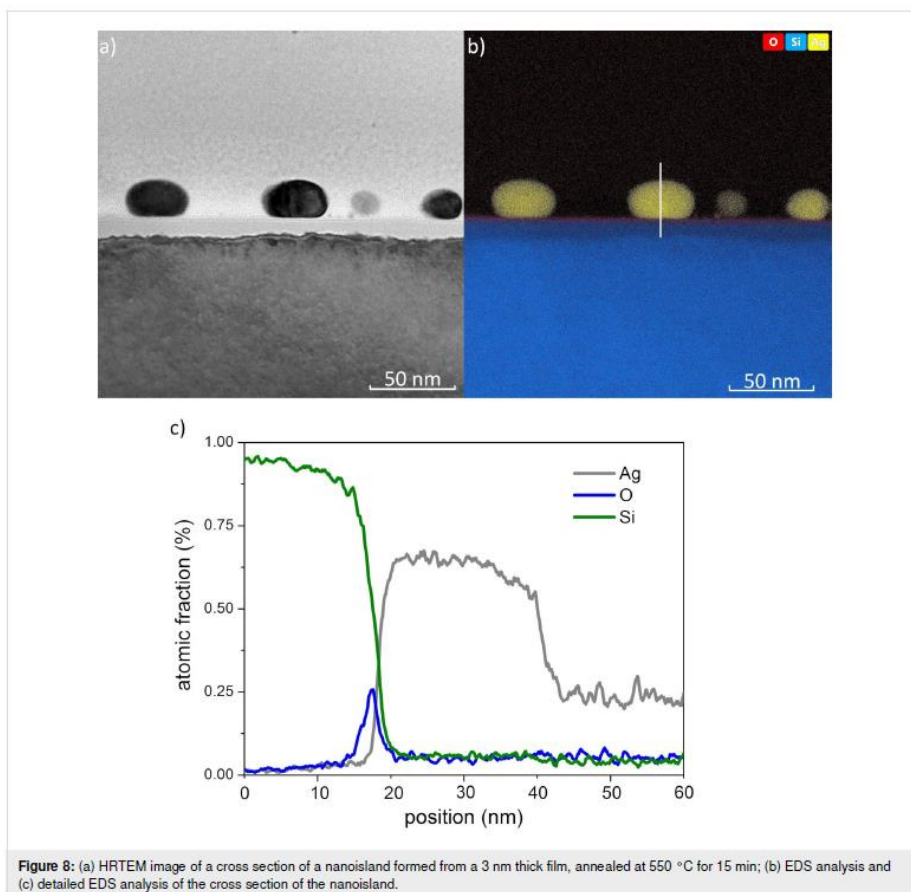 a)
b)
O Si Ag
50 nm
50 nm
c)
1.00
0.75
0.50
0.25
0.00
atomic fraction (%)
Ag
O
Si
0 10 20 30 40 50 60
position (nm)
Figure 8: (a) HRTEM image of a cross section of a nanoisland formed from a 3 nm thick film, annealed at 550 °C for 15 min; (b) EDS analysis and
(c) detailed EDS analysis of the cross section of the nanoisland.